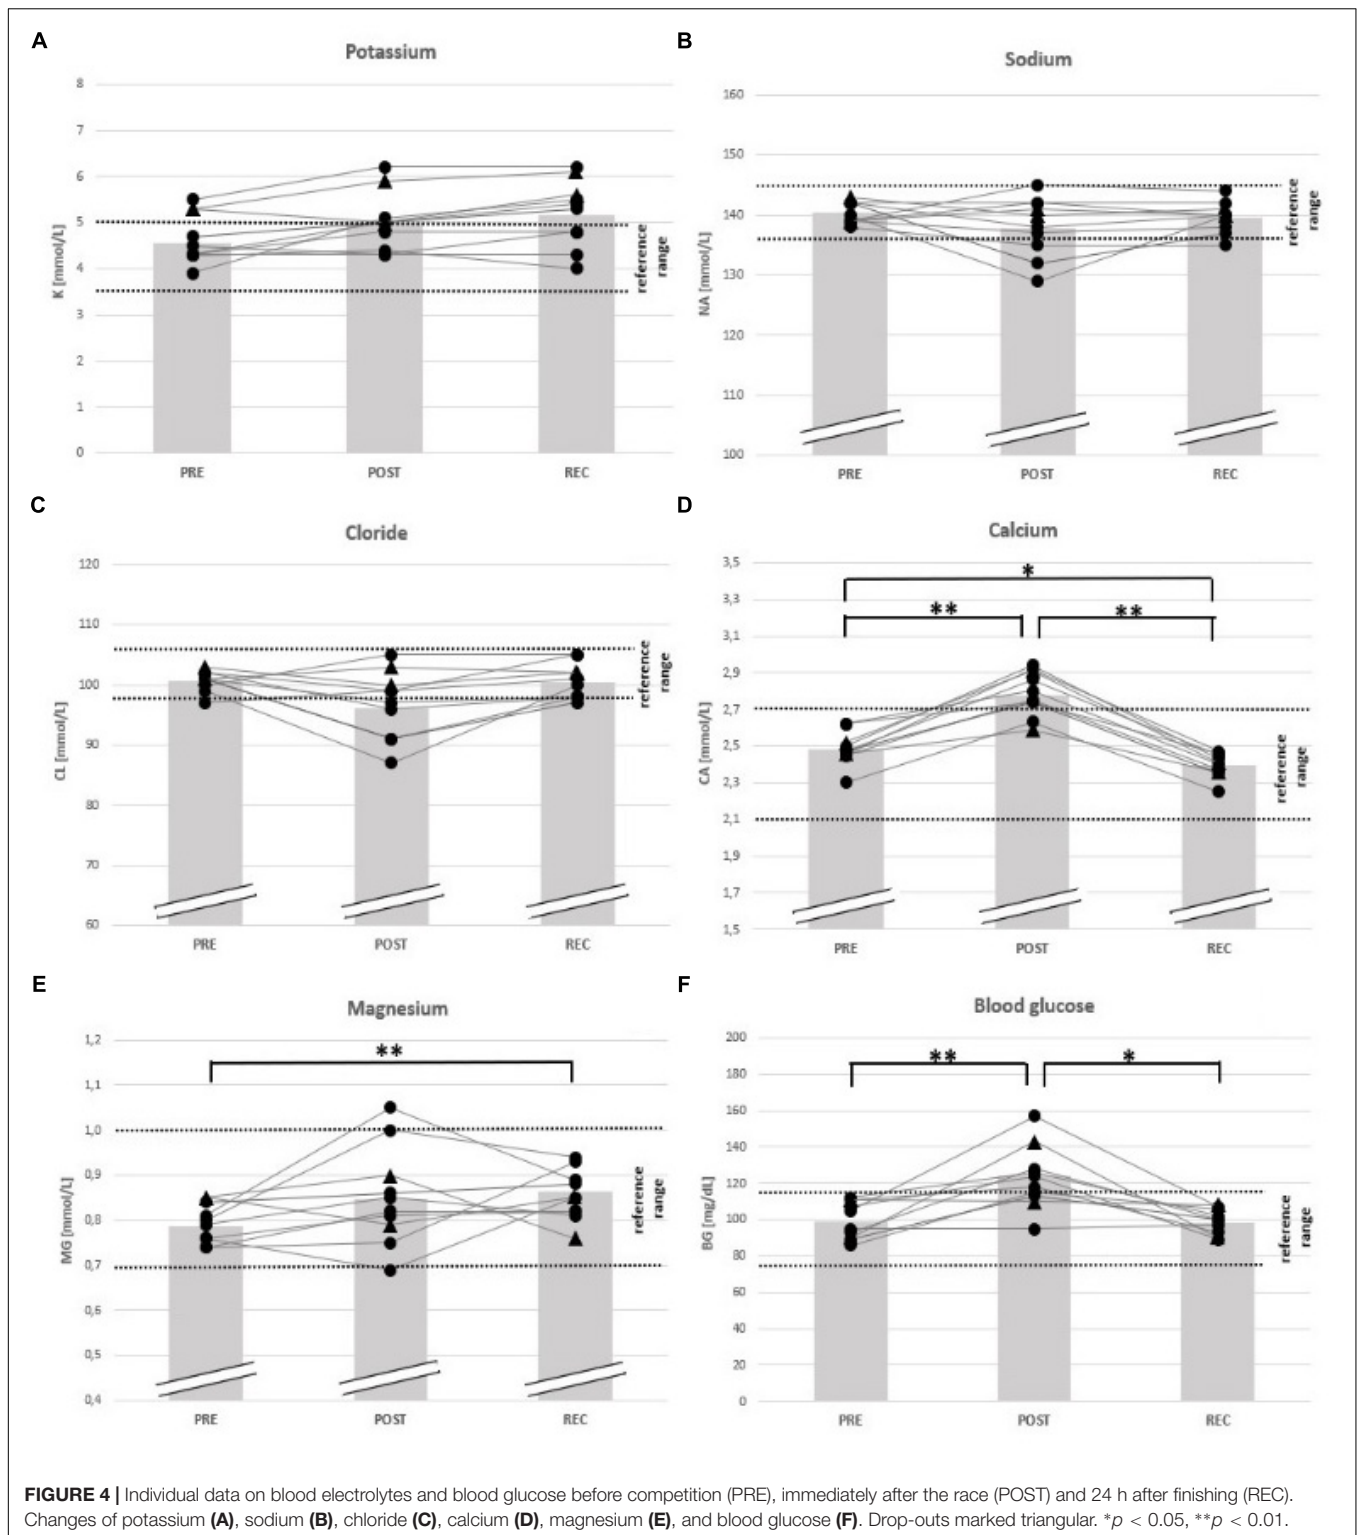 A
Potassium
8
7
6
5
4
3
2
1
0
K [mmol/L]
reference
range
PRE
POST
REC
B
Sodium
160
150
140
130
120
110
100
NA [mmol/L]
reference
range
PRE
POST
REC
C
Cloride
120
110
100
90
80
70
60
CL [mmol/L]
reference
range
PRE
POST
REC
D
Calcium
3,5
3,3
3,1
2,9
2,7
2,5
2,3
2,1
1,9
1,7
1,5
CA [mmol/L]
*
**
**
reference
range
PRE
POST
REC
E
Magnesium
1,2
1,1
1,0
0,9
0,8
0,7
0,6
0,5
0,4
MG [mmol/L]
**
reference
range
PRE
POST
REC
F
Blood glucose
200
180
160
140
120
100
80
60
40
20
0
BG [mg/dL]
**
*
reference
range
PRE
POST
REC
FIGURE 4 | Individual data on blood electrolytes and blood glucose before competition (PRE), immediately after the race (POST) and 24 h after finishing (REC).
Changes of potassium (A), sodium (B), chloride (C), calcium (D), magnesium (E), and blood glucose (F). Drop-outs marked triangular. *p < 0.05, **p < 0.01.